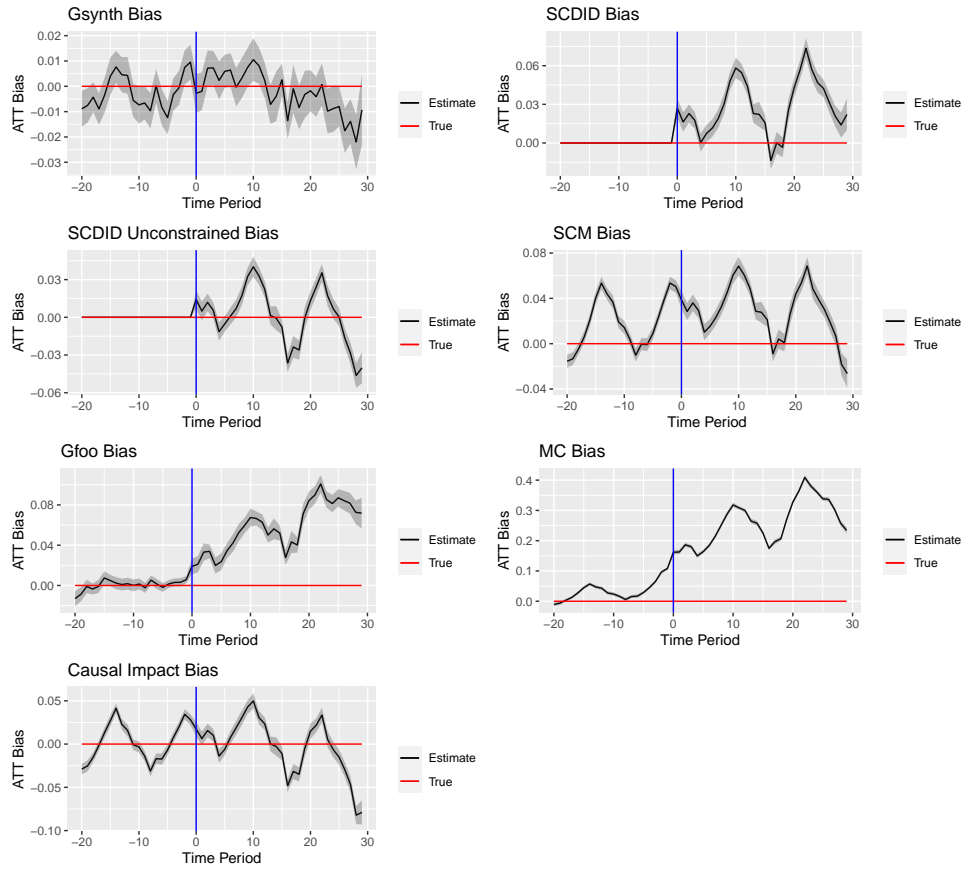 Gsynth Bias
ATT Bias
0.02
0.01
0.00
−0.01
−0.02
−0.03
−20
−10
0
10
20
30
Time Period
Estimate
True
SCDID Bias
ATT Bias
0.06
0.03
0.00
−20
−10
0
10
20
30
Time Period
Estimate
True
SCDID Unconstrained Bias
ATT Bias
0.03
0.00
−0.03
−0.06
−20
−10
0
10
20
30
Time Period
Estimate
True
SCM Bias
ATT Bias
0.08
0.04
0.00
−0.04
−20
−10
0
10
20
30
Time Period
Estimate
True
Gfoo Bias
ATT Bias
0.08
0.04
0.00
−20
−10
0
10
20
30
Time Period
Estimate
True
MC Bias
ATT Bias
0.4
0.3
0.2
0.1
0.0
−20
−10
0
10
20
30
Time Period
Estimate
True
Causal Impact Bias
ATT Bias
0.05
0.00
−0.05
−0.10
−20
−10
0
10
20
30
Time Period
Estimate
True